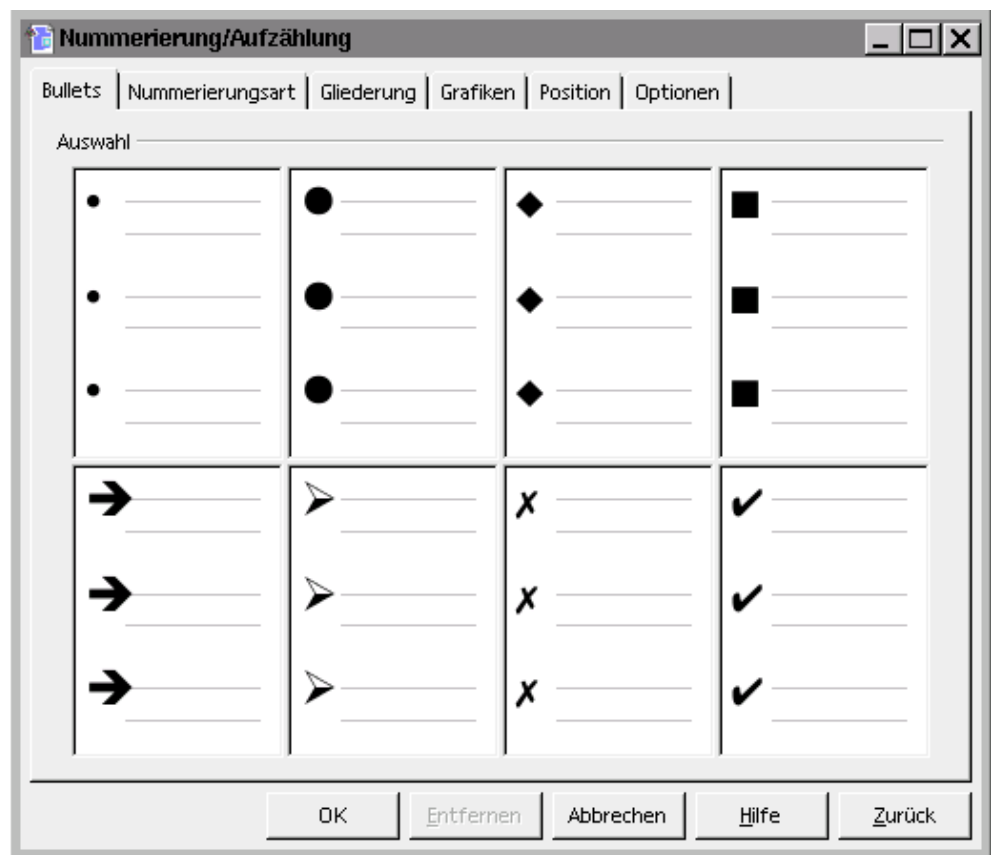 Nummerierung/Aufzählung
Bullets Nummerierungsart Gliederung Grafiken Position Optionen
Auswahl
OK Entfernen Abbrechen Hilfe Zurück